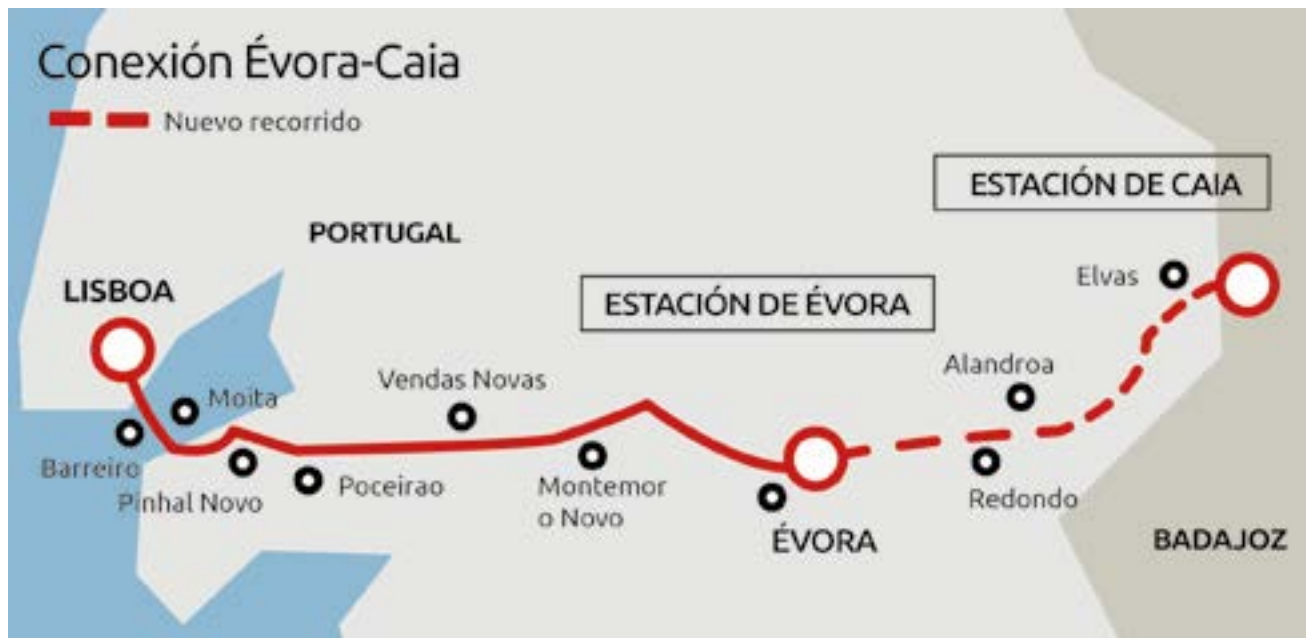 Conexión Évora-Caia
Nuevo recorrido
ESTACIÓN DE CAIA
PORTUGAL
LISBOA
ESTACIÓN DE ÉVORA
Elvas
Alandroa
Vendas Novas
Moita
Barreiro
Pinhal Novo
Poceirao
Montemor
o Novo
Redondo
ÉVORA
BADAJOZ